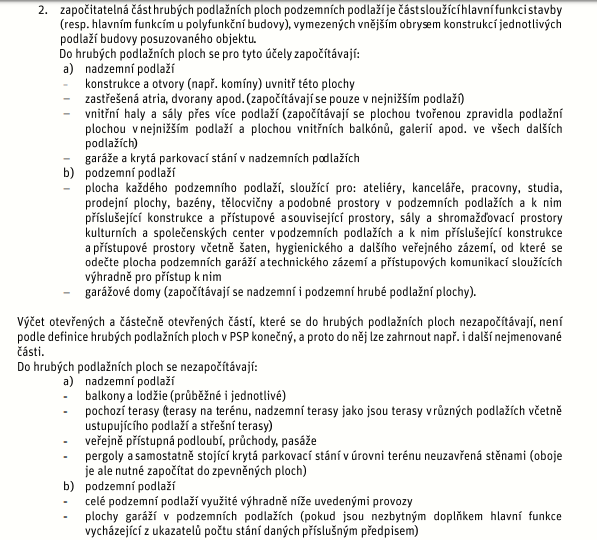 2. započitatelná část hrubých podlažních ploch podzemních podlaží je část sloužící hlavní funkci stavby
(resp. hlavním funkcím u polyfunkční budovy), vymezených vnějším obrysem konstrukcí jednotlivých
podlaží budovy posuzovaného objektu.
Do hrubých podlažních ploch se pro tyto účely započítávají:
a) nadzemní podlaží
- konstrukce a otvory (např. komíny) uvnitř této plochy
– zastřešená atria, dvorany apod. (započítávají se pouze v nejnižším podlaží)
– vnitřní haly a sály přes více podlaží (započítávají se plochou tvořenou zpravidla podlažní
plochou v nejnižším podlaží a plochou vnitřních balkónů, galerií apod. ve všech dalších
podlažích)
– garáže a krytá parkovací stání v nadzemních podlažích
b) podzemní podlaží
– plocha každého podzemního podlaží, sloužící pro: ateliéry, kanceláře, pracovny, studia,
prodejní plochy, bazény, tělocvičny a podobné prostory v podzemních podlažích a k nim
příslušející konstrukce a přístupové a související prostory, sály a shromažďovací prostory
kulturních a společenských center v podzemních podlažích a k nim příslušející konstrukce
a přístupové prostory včetně šaten, hygienického a dalšího veřejného zázemí, od které se
odečte plocha podzemních garáží a technického zázemí a přístupových komunikací sloužících
výhradně pro přístup k nim
– garážové domy (započítávají se nadzemní i podzemní hrubé podlažní plochy).
Výčet otevřených a částečně otevřených částí, které se do hrubých podlažních ploch nezapočítávají, není
podle definice hrubých podlažních ploch v PSP konečný, a proto do něj lze zahrnout např. i další nejmenované
části.
Do hrubých podlažních ploch se nezapočítávají:
a) nadzemní podlaží
- balkony a lodžie (průběžné i jednotlivé)
- pochozí terasy (terasy na terénu, nadzemní terasy jako jsou terasy v různých podlažích včetně
ustupujícího podlaží a střešní terasy)
- veřejně přístupná podloubí, průchody, pasáže
- pergoly a samostatně stojící krytá parkovací stání v úrovni terénu neuzavřená stěnami (oboje
je ale nutné započítat do zpevněných ploch)
b) podzemní podlaží
- celé podzemní podlaží využité výhradně níže uvedenými provozy
- plochy garáží v podzemních podlažích (pokud jsou nezbytným doplňkem hlavní funkce
vycházející z ukazatelů počtu stání daných příslušným předpisem)